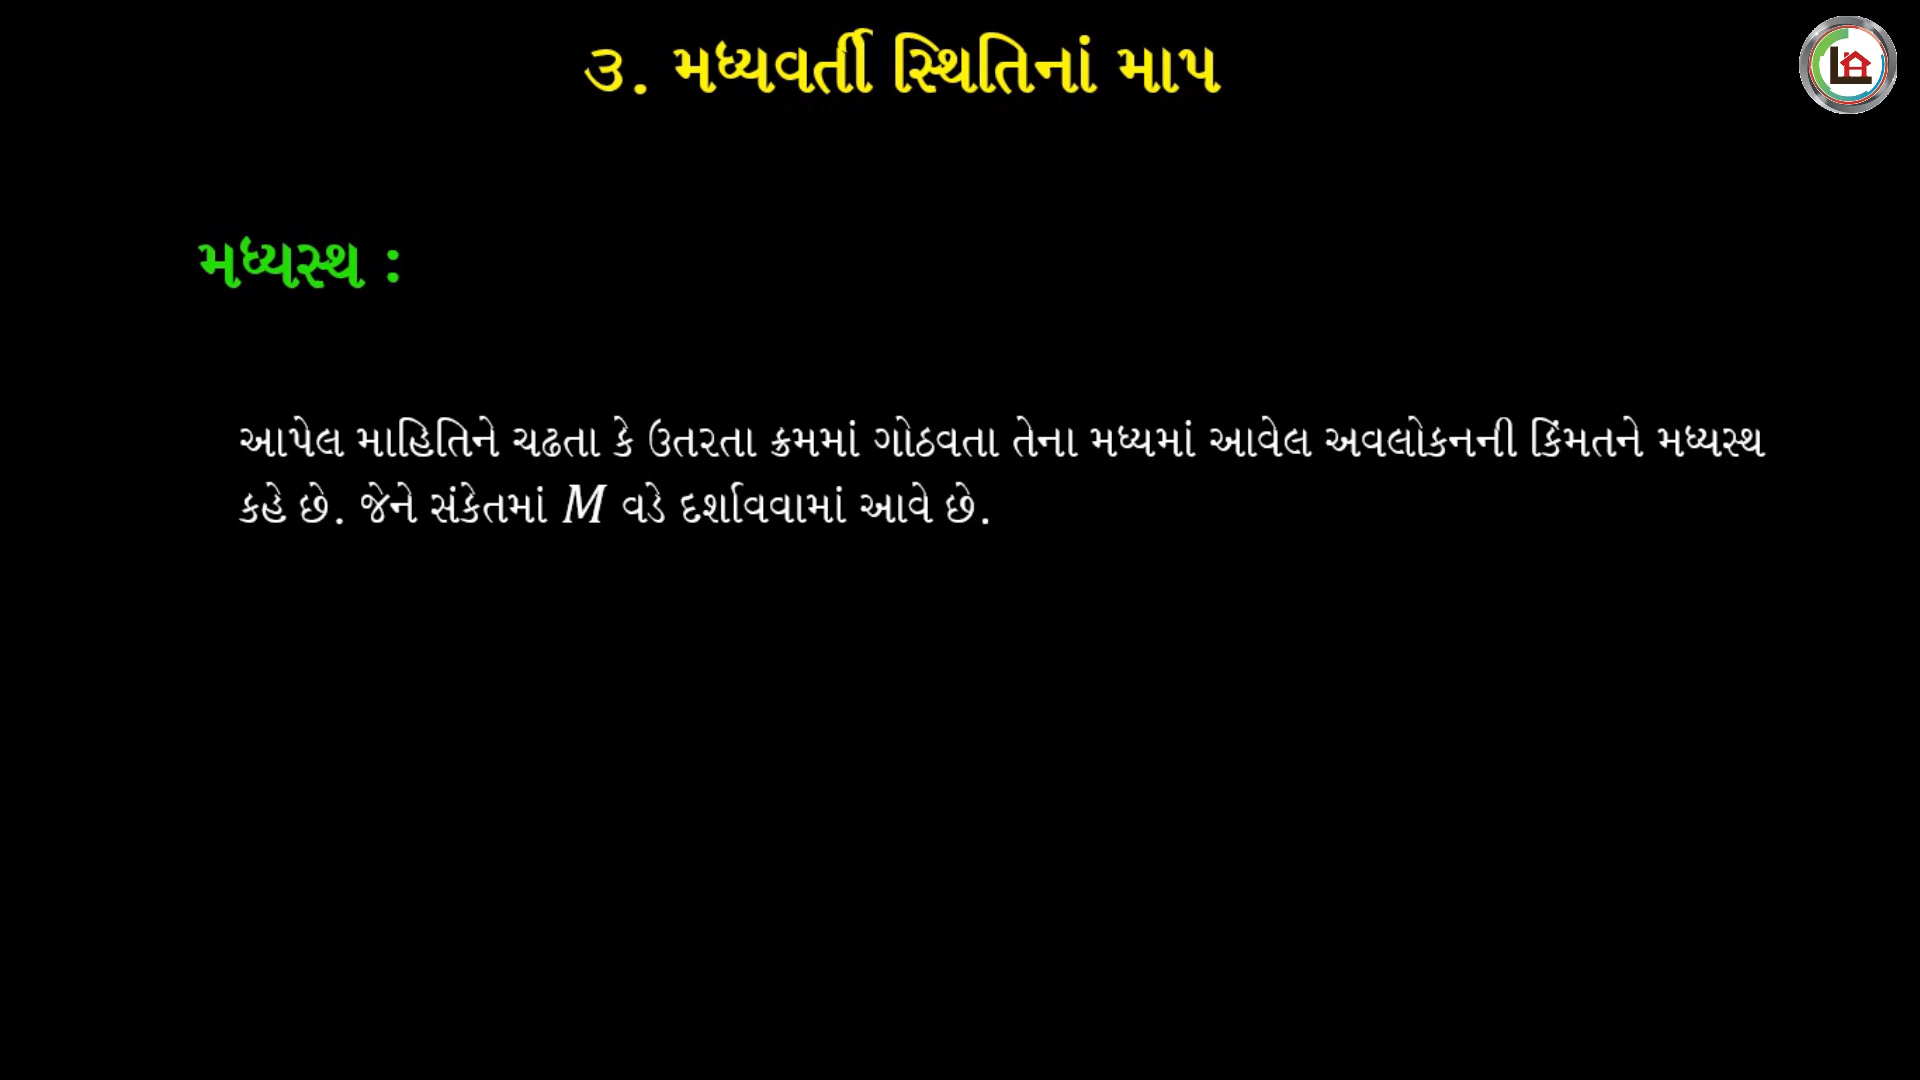 ૩. મધ્યવર્તી સ્થિતિનાં માપ
મધ્યસ્થ :
આપેલ માહિતિને ચઢતા કે ઉતરતા ક્રમમાં ગોઠવતા તેના મધ્યમાં આવેલ અવલોકનની કિંમતને મધ્યસ્થ
કહે છે. જેને સંકેતમાં M વડે દર્શાવવામાં આવે છે.